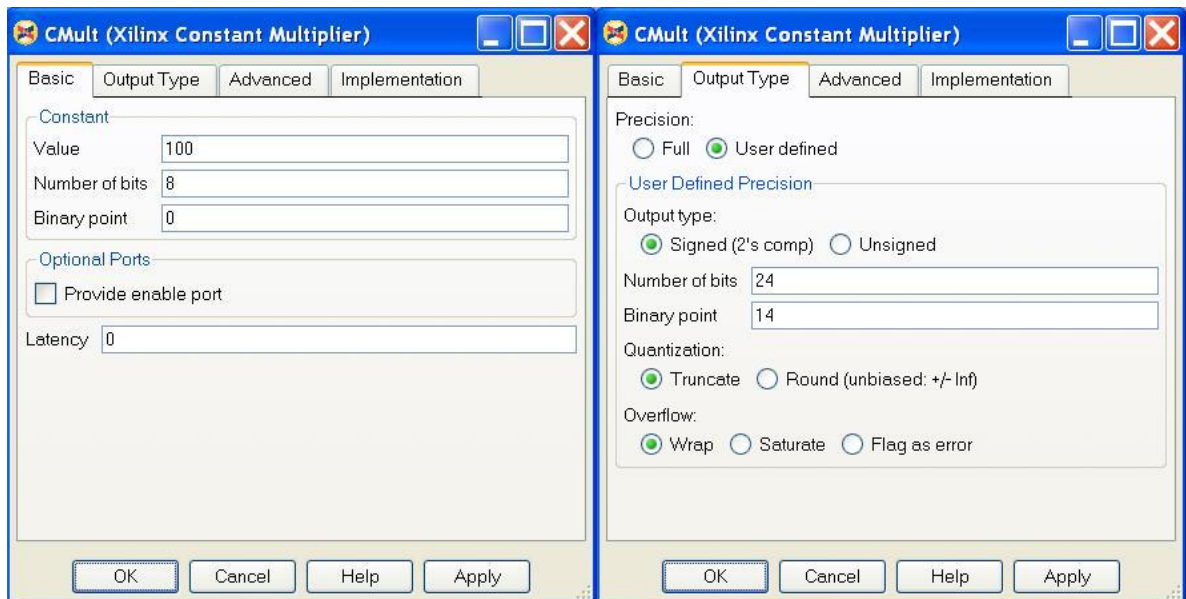 CMult (Xilinx Constant Multiplier)
Basic Output Type Advanced Implementation
Constant
Value 100
Number of bits 8
Binary point 0
Optional Ports
Provide enable port
Latency 0
OK Cancel Help Apply
CMult (Xilinx Constant Multiplier)
Basic Output Type Advanced Implementation
Precision:
Full User defined
User Defined Precision
Output type:
Signed (2's comp) Unsigned
Number of bits 24
Binary point 14
Quantization:
Truncate Round (unbiased: +/- Inf)
Overflow:
Wrap Saturate Flag as error
OK Cancel Help Apply